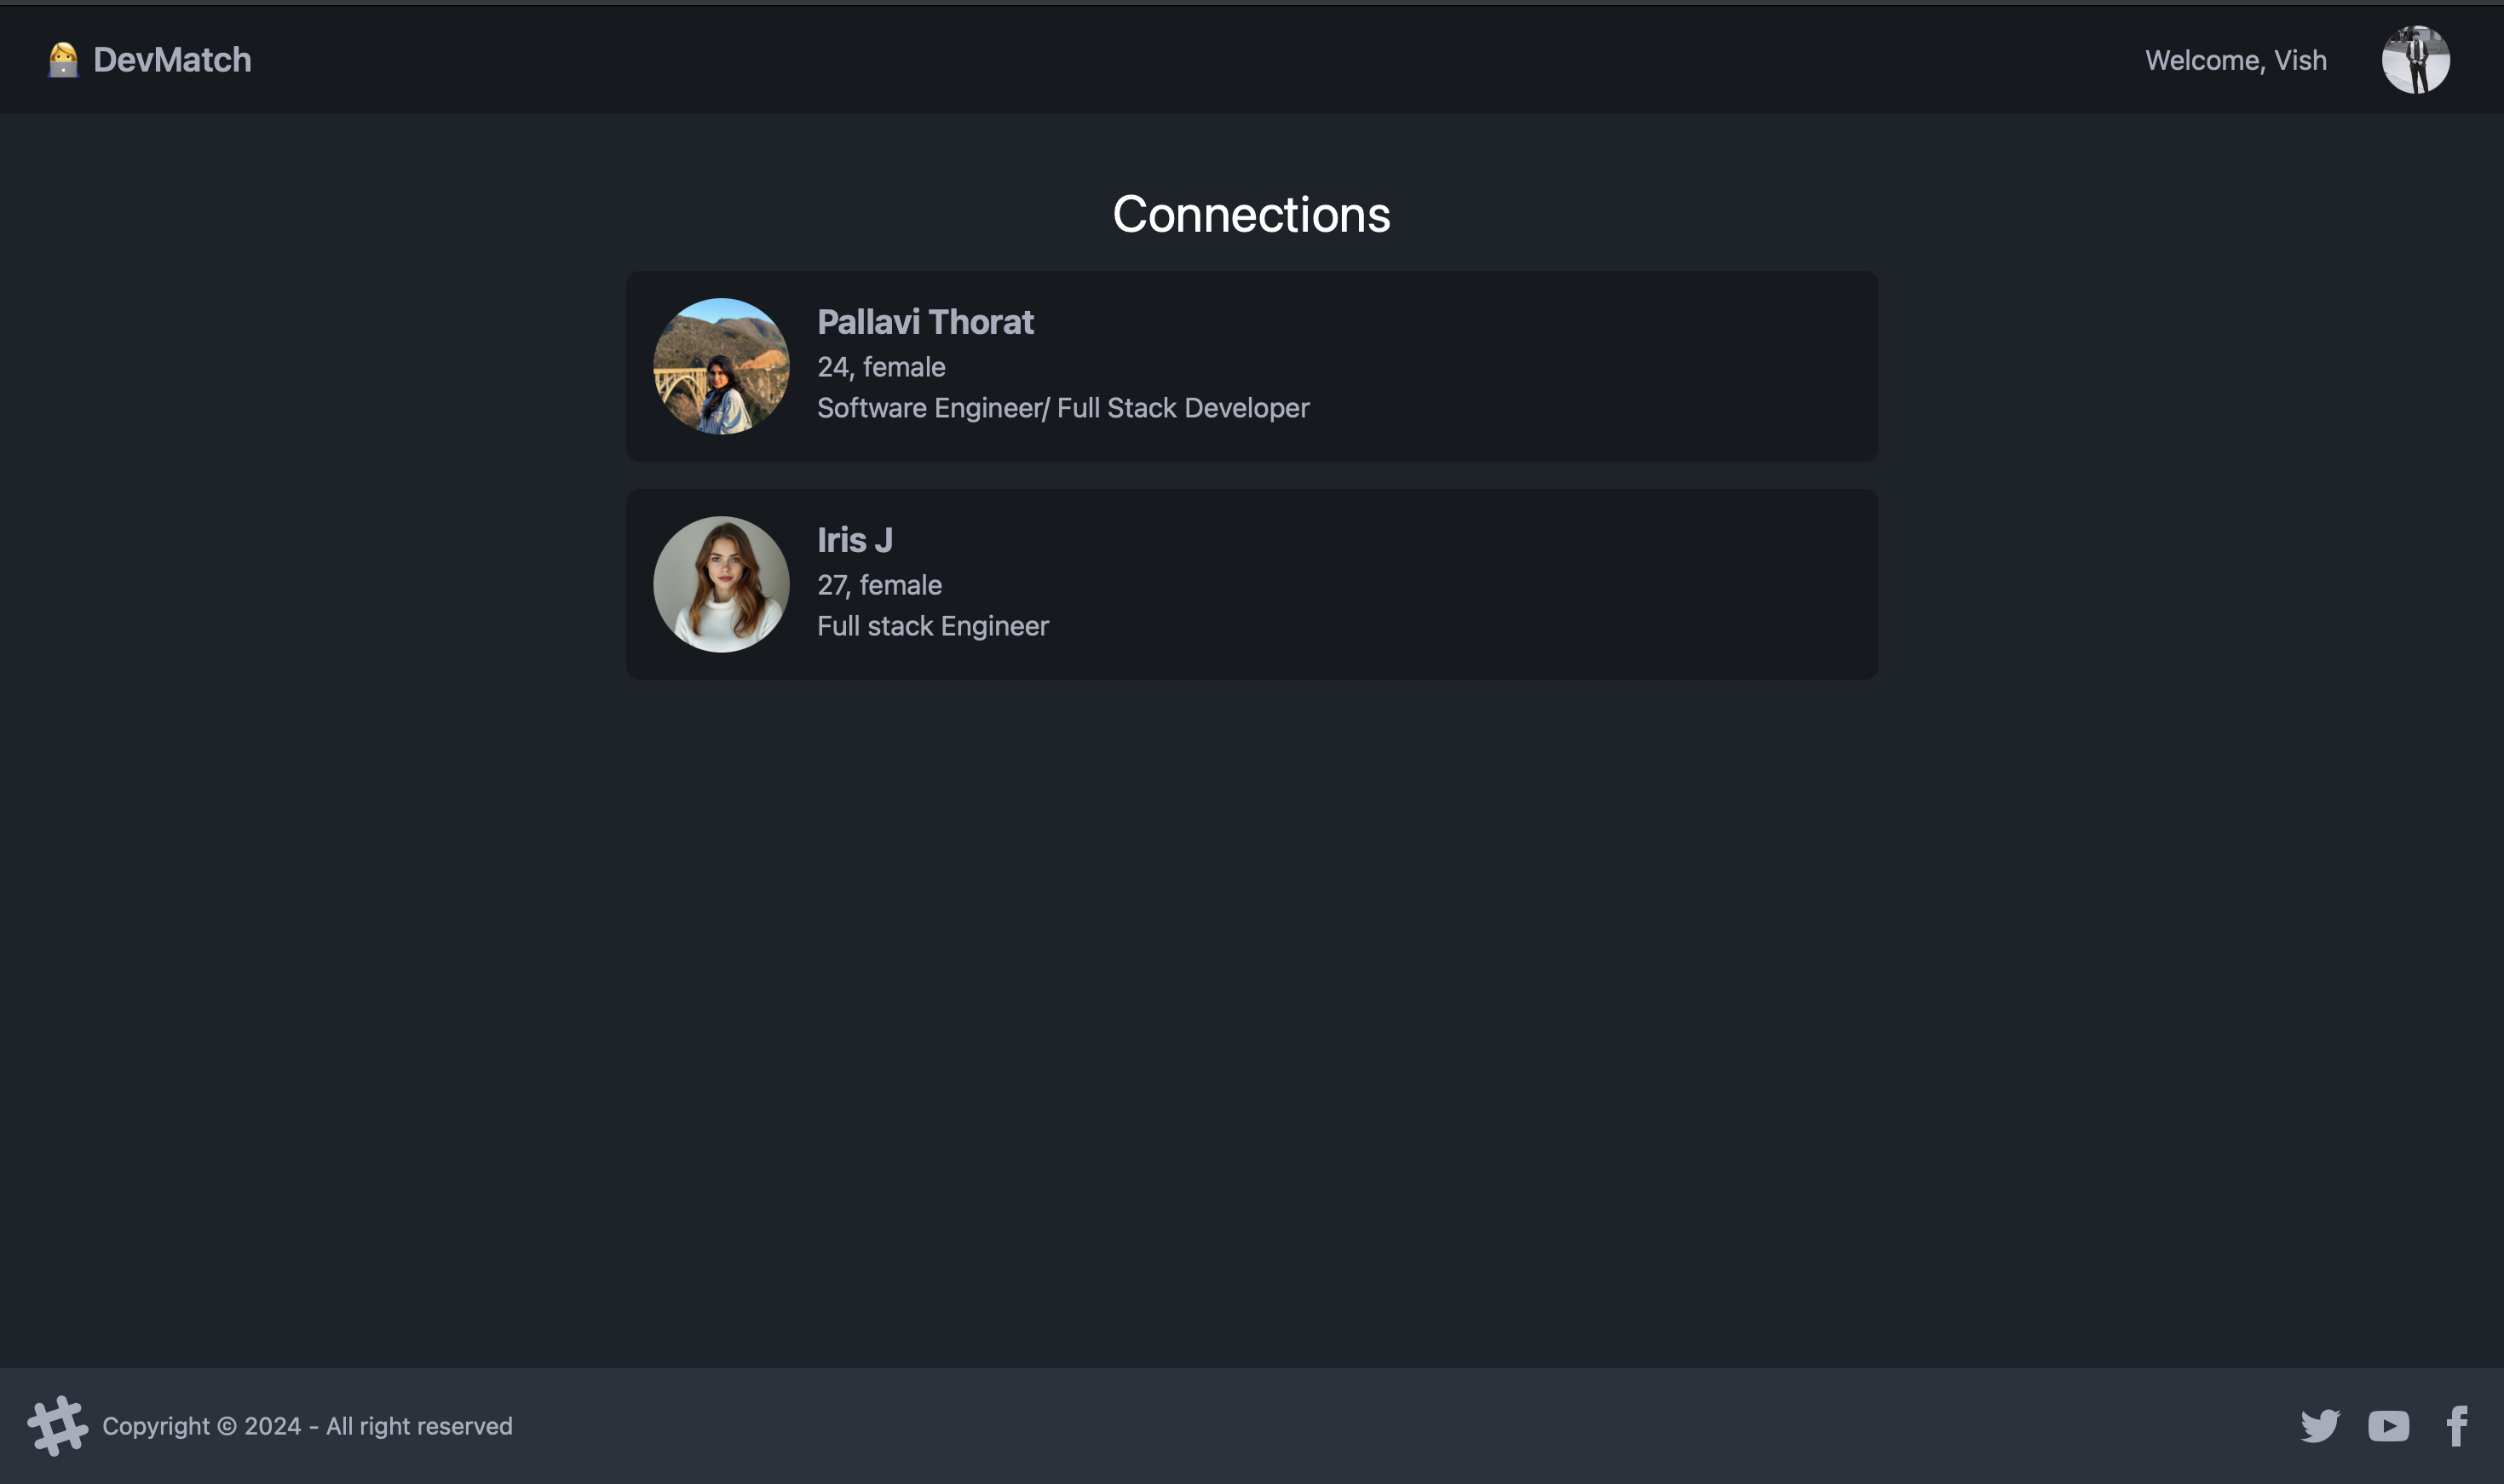 DevMatch
Welcome, Vish
Connections
Pallavi Thorat
24, female
Software Engineer/ Full Stack Developer
Iris J
27, female
Full stack Engineer
Copyright © 2024 - All right reserved